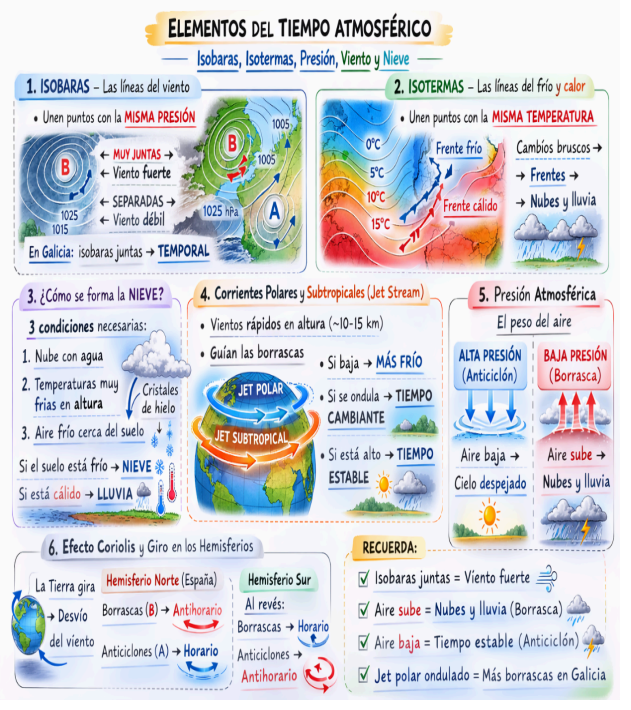 ELEMENTOS DEL TIEMPO ATMOSFÉRICO
Isobaras, Isotermas, Presión, Viento y Nieve
1. ISOBARAS – Las líneas del viento
• Unen puntos con la MISMA PRESIÓN
B
← MUY JUNTAS →
← Viento fuerte
← SEPARADAS →
← Viento débil
1025
1015
B
1005
1005
1025 hPa
A
En Galicia: isobaras juntas → TEMPORAL
2. ISOTERMAS – Las líneas del frío y calor
• Unen puntos con la MISMA TEMPERATURA
0°C
5°C
10°C
15°C
Frente frío
Frente cálido
Cambíos bruscos
→ Frentes →
→ Nubes y lluvia
3. ¿Cómo se forma la NIEVE?
3 condiciones necesarias:
1. Nube con agua
2. Temperaturas muy
frias en altura
Cristales
de hielo
3. Aire frío cerca del suelo
Si el suelo está frío → NIEVE
Si está cálido → LLUVIA
4. Corrientes Polares y Subtropicales (Jet Stream)
• Vientos rápidos en altura (~10-15 km)
• Guían las borrascas
JET POLAR
JET SUBTROPICAL
• Si baja → MÁS FRÍO
• Si se ondula → TIEMPO
CAMBIANTE
• Si está alto → TIEMPO
ESTABLE
5. Presión Atmosférica
El peso del aire
ALTA PRESIÓN
(Anticiclón)
Aire baja →
Cielo despejado
BAJA PRESIÓN
(Borrasca)
Aire sube →
Nubes y lluvia
6. Efecto Coriolis y Giro en los Hemisferios
La Tierra gira
→ Desvío
del viento
Hemisferio Norte (España)
Borrascas (B) → Antihorario
Anticiclones (A) → Horario
Hemisferio Sur
Al revés:
Borrascas → Horario
Anticiclones →
Antihorario
RECUERDA:
☑ Isobaras juntas = Viento fuerte
☑ Aire sube = Nubes y lluvia (Borrasca)
☑ Aire baja = Tiempo estable (Anticiclón)
☑ Jet polar ondulado = Más borrascas en Galicia